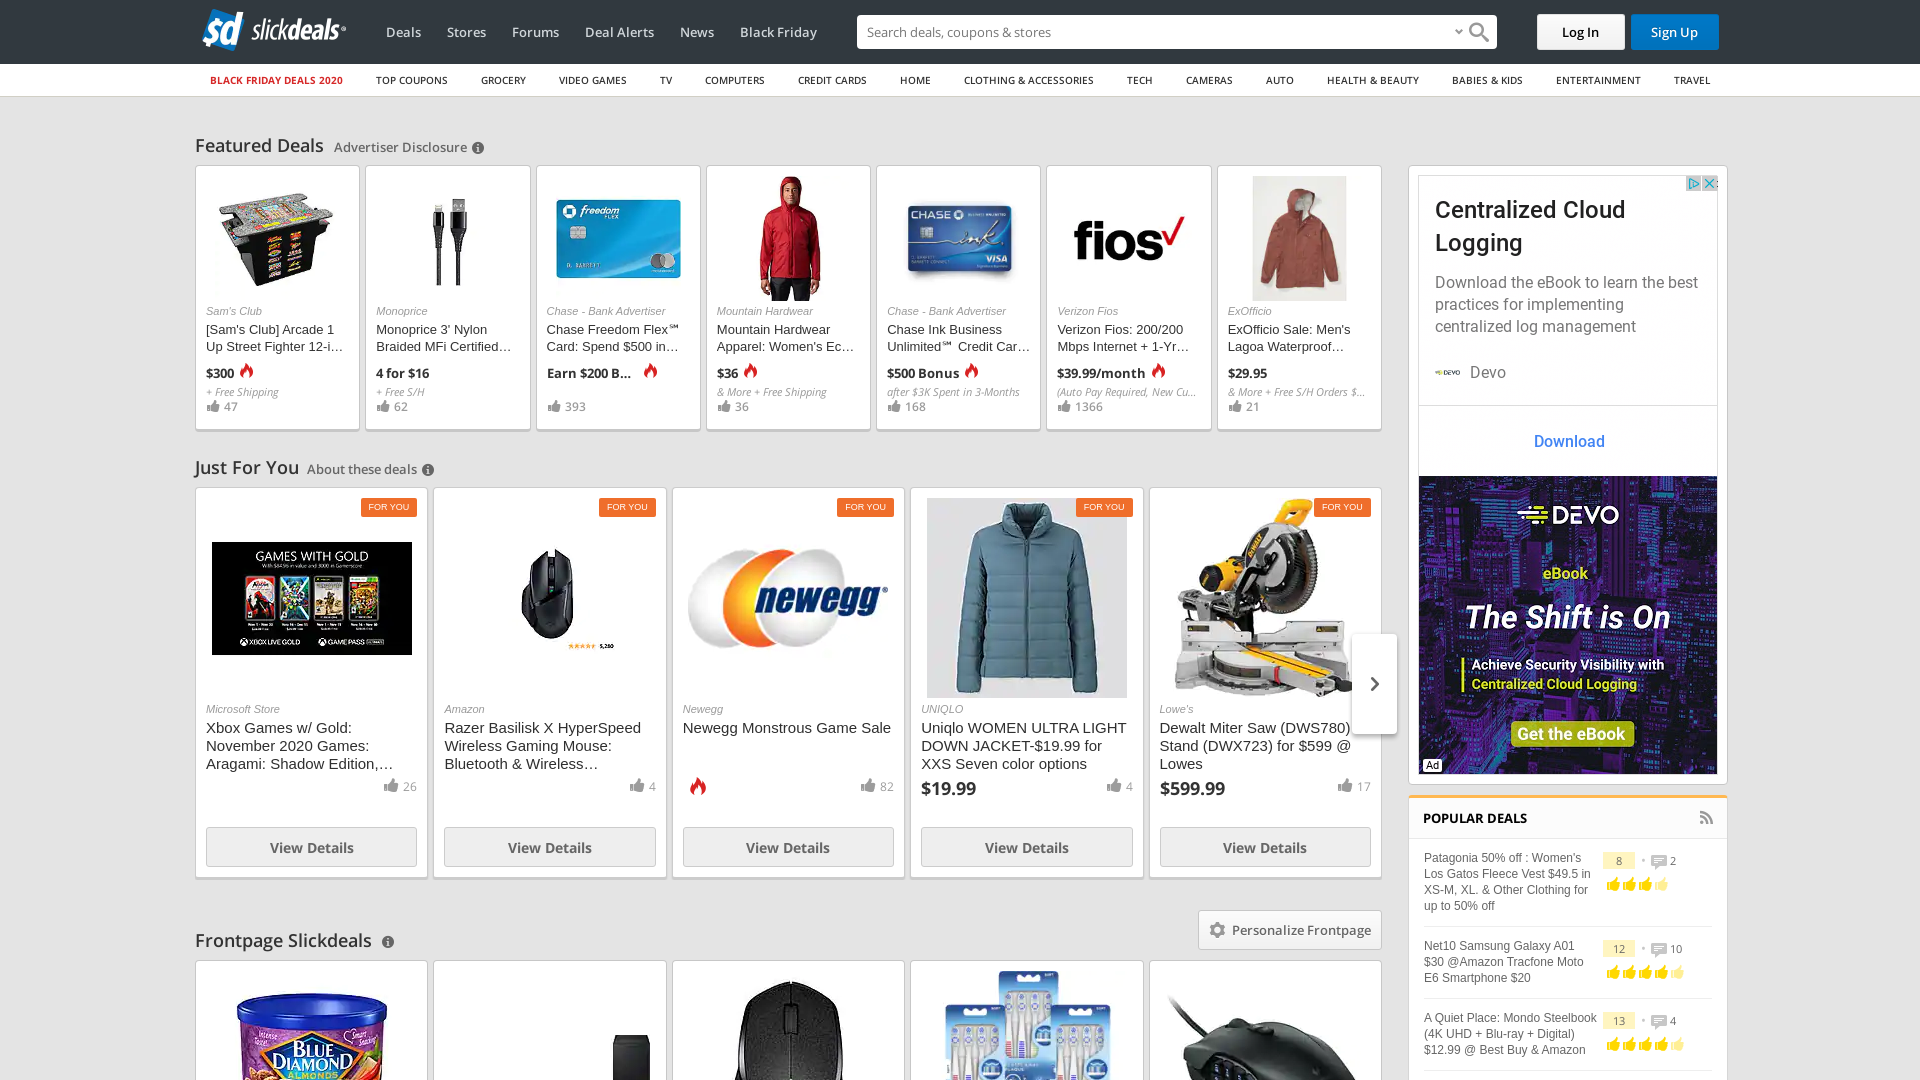 slickdeals
Deals
Stores
Forums
Deal Alerts
News
Black Friday
Search deals, coupons & stores
Log In
Sign Up
BLACK FRIDAY DEALS 2020
TOP COUPONS
GROCERY
VIDEO GAMES
TV
COMPUTERS
CREDIT CARDS
HOME
CLOTHING & ACCESSORIES
TECH
CAMERAS
AUTO
HEALTH & BEAUTY
BABIES & KIDS
ENTERTAINMENT
TRAVEL
Featured Deals
Advertiser Disclosure
Sam's Club
[Sam's Club] Arcade 1
Up Street Fighter 12-i…
$300
+ Free Shipping
47
Monoprice
Monoprice 3' Nylon
Braided MFi Certified…
4 for $16
+ Free S/H
62
freedom
FLEX
Chase - Bank Advertiser
Chase Freedom Flex℠
Card: Spend $500 in…
Earn $200 B...
393
Mountain Hardwear
Mountain Hardwear
Apparel: Women's Ec…
$36
& More + Free Shipping
36
CHASE
ink
VISA
Chase - Bank Advertiser
Chase Ink Business
Unlimited℠ Credit Car…
$500 Bonus
after $3K Spent in 3-Months
168
fios
Verizon Fios
Verizon Fios: 200/200
Mbps Internet + 1-Yr…
$39.99/month
(Auto Pay Required, New Cu...
1366
ExOfficio
ExOfficio Sale: Men's
Lagoa Waterproof…
$29.95
& More + Free S/H Orders $...
21
Just For You
About these deals
FOR YOU
GAMES WITH GOLD
XBOX LIVE GOLD
GAME PASS ULTIMATE
Microsoft Store
Xbox Games w/ Gold:
November 2020 Games:
Aragami: Shadow Edition,…
26
View Details
FOR YOU
5,280
Amazon
Razer Basilisk X HyperSpeed
Wireless Gaming Mouse:
Bluetooth & Wireless…
4
View Details
FOR YOU
newegg
Newegg
Newegg Monstrous Game Sale
82
View Details
FOR YOU
UNIQLO
Uniqlo WOMEN ULTRA LIGHT
DOWN JACKET-$19.99 for
XXS Seven color options
$19.99
4
View Details
FOR YOU
DEWALT
Lowe's
Dewalt Miter Saw (DWS780)
Stand (DWX723) for $599 @
Lowes
$599.99
17
View Details
Frontpage Slickdeals
Personalize Frontpage
BLUE
DIAMOND
ALMONDS
Centralized Cloud
Logging
Download the eBook to learn the best
practices for implementing
centralized log management
DEVO
Devo
Download
DEVO
eBook
The Shift is On
Achieve Security Visibility with
Centralized Cloud Logging
Get the eBook
Ad
POPULAR DEALS
Patagonia 50% off : Women's
Los Gatos Fleece Vest $49.5 in
XS-M, XL. & Other Clothing for
up to 50% off
8
2
Net10 Samsung Galaxy A01
$30 @Amazon Tracfone Moto
E6 Smartphone $20
12
10
A Quiet Place: Mondo Steelbook
(4K UHD + Blu-ray + Digital)
$12.99 @ Best Buy & Amazon
13
4